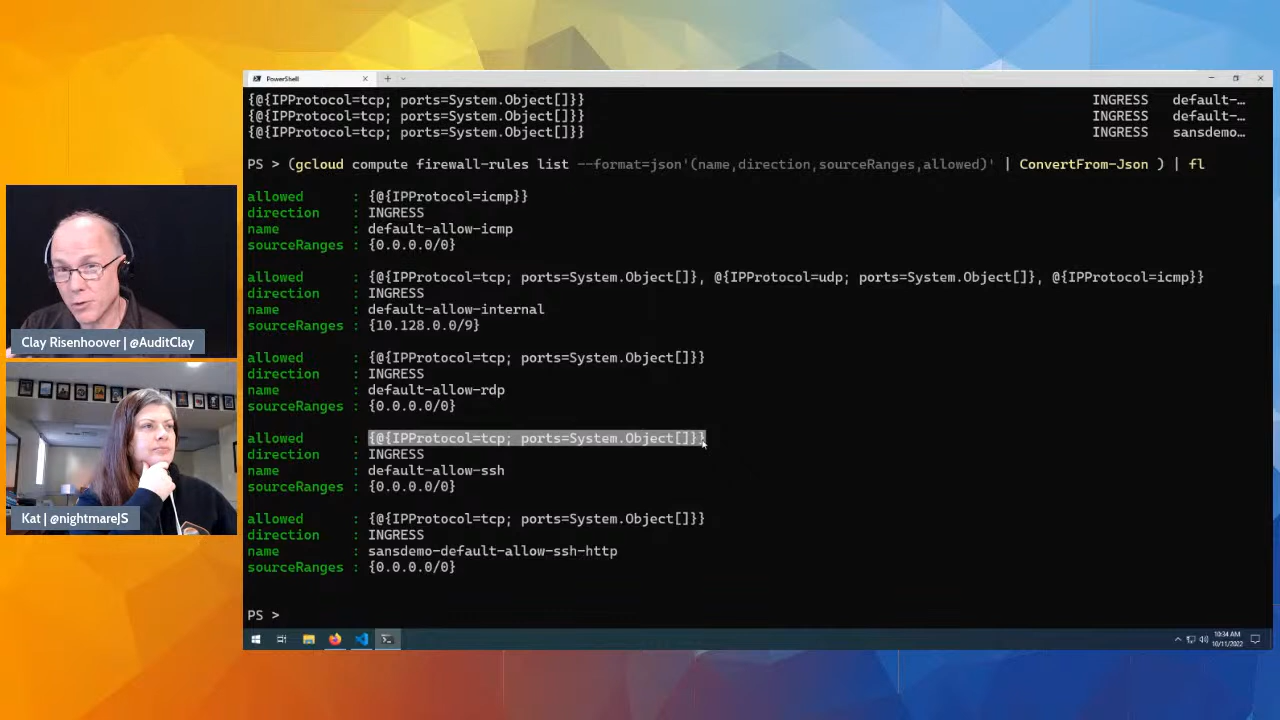 PowerShell
{@{IPProtocol=tcp; ports=System.Object[]}} INGRESS default-…
{@{IPProtocol=tcp; ports=System.Object[]}} INGRESS default-…
{@{IPProtocol=tcp; ports=System.Object[]}} INGRESS sansdemo…
PS > (gcloud compute firewall-rules list --format=json'(name,direction,sourceRanges,allowed)' | ConvertFrom-Json ) | fl
allowed : {@{IPProtocol=icmp}}
direction : INGRESS
name : default-allow-icmp
sourceRanges : {0.0.0.0/0}
allowed : {@{IPProtocol=tcp; ports=System.Object[]}, @{IPProtocol=udp; ports=System.Object[]}, @{IPProtocol=icmp}}
direction : INGRESS
name : default-allow-internal
sourceRanges : {10.128.0.0/9}
allowed : {@{IPProtocol=tcp; ports=System.Object[]}}
direction : INGRESS
name : default-allow-rdp
sourceRanges : {0.0.0.0/0}
allowed : {@{IPProtocol=tcp; ports=System.Object[]}}
direction : INGRESS
name : default-allow-ssh
sourceRanges : {0.0.0.0/0}
allowed : {@{IPProtocol=tcp; ports=System.Object[]}}
direction : INGRESS
name : sansdemo-default-allow-ssh-http
sourceRanges : {0.0.0.0/0}
PS >
10:34 AM
10/11/2022
Clay Risenhoover | @AuditClay
Kat | @nightmareJS